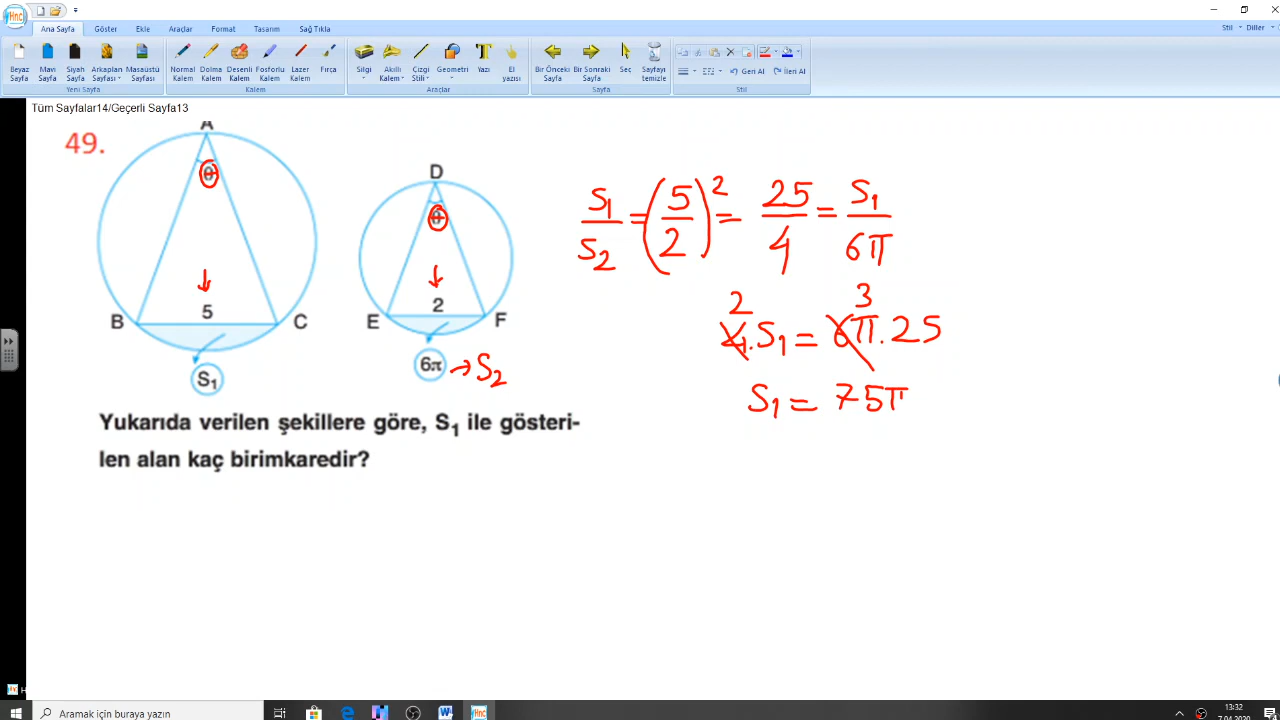 Ana Sayfa Göster Ekle Araçlar Format Tasarım Sağ Tıkla
Stil Diller
Beyaz Sayfa Mavi Sayfa Siyah Sayfa Arkaplan Sayfası Masaüstü Sayfası
Normal Kalem Dolma Kalem Desenli Kalem Fosforlu Kalem Lazer Kalem Fırça
Silgi Akıllı Kalem Çizgi Stili Geometri Yazı El yazısı
Bir Önceki Sayfa Bir Sonraki Sayfa Seç Sayfayı temizle
Geri Al İleri Al
Yeni Sayfa Kalem Araçlar Sayfa Stil
Tüm Sayfalar14/Geçerli Sayfa13
49.
A
θ
5
B C
S₁
D
θ
2
E F
6π → S₂
Yukarıda verilen şekillere göre, S₁ ile gösteri-
len alan kaç birimkaredir?
S₁/S₂ = (5/2)² = 25/4 = S₁/6π
2 3
4.S₁ = 6π.25
S₁ = 75π
Aramak için buraya yazın
13:32
7.04.2020